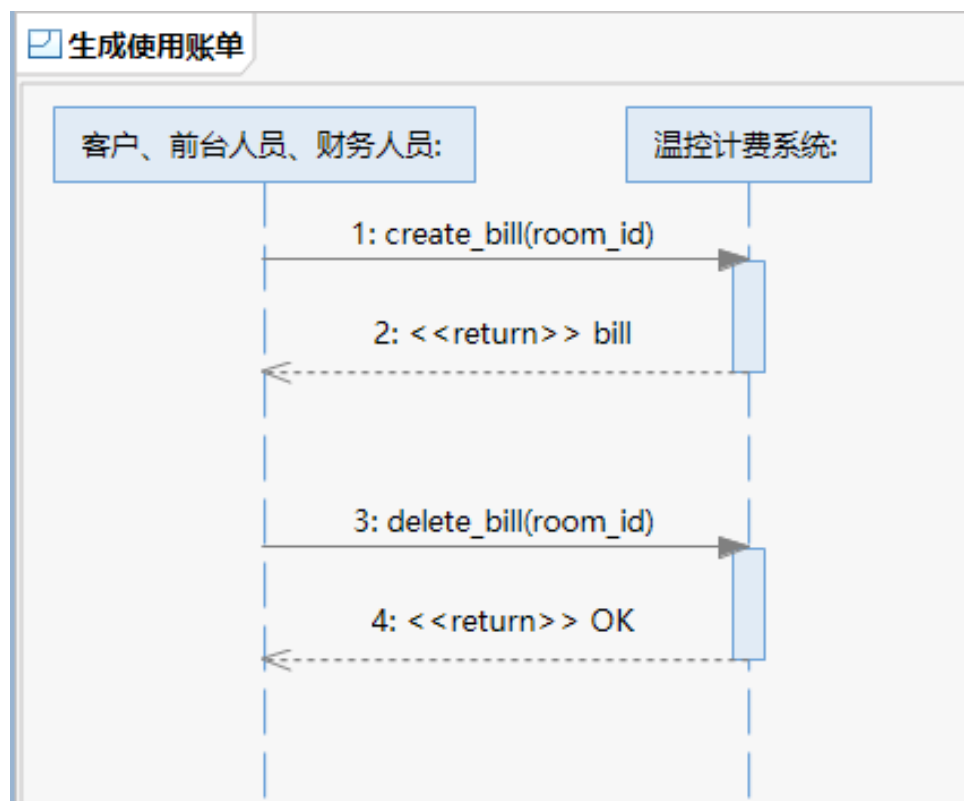 生成使用账单
客户、前台人员、财务人员:
温控计费系统:
1: create_bill(room_id)
2: <<return>> bill
3: delete_bill(room_id)
4: <<return>> OK